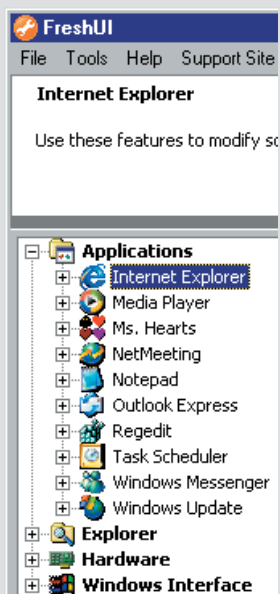 FreshUI
File Tools Help Support Site
Internet Explorer
Use these features to modify
Applications
Internet Explorer
Media Player
Ms. Hearts
NetMeeting
Notepad
Outlook Express
Regedit
Task Scheduler
Windows Messenger
Windows Update
Explorer
Hardware
Windows Interface